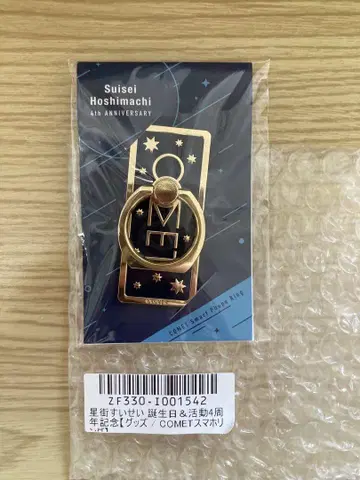 Suisei
Hoshimachi
4th ANNIVERSARY
COMET
COMET Smart Phone Ring
ZF330-I001542
星街すいせい 誕生日&活動4周
年記念【グッズ / COMETスマホリ
ング】